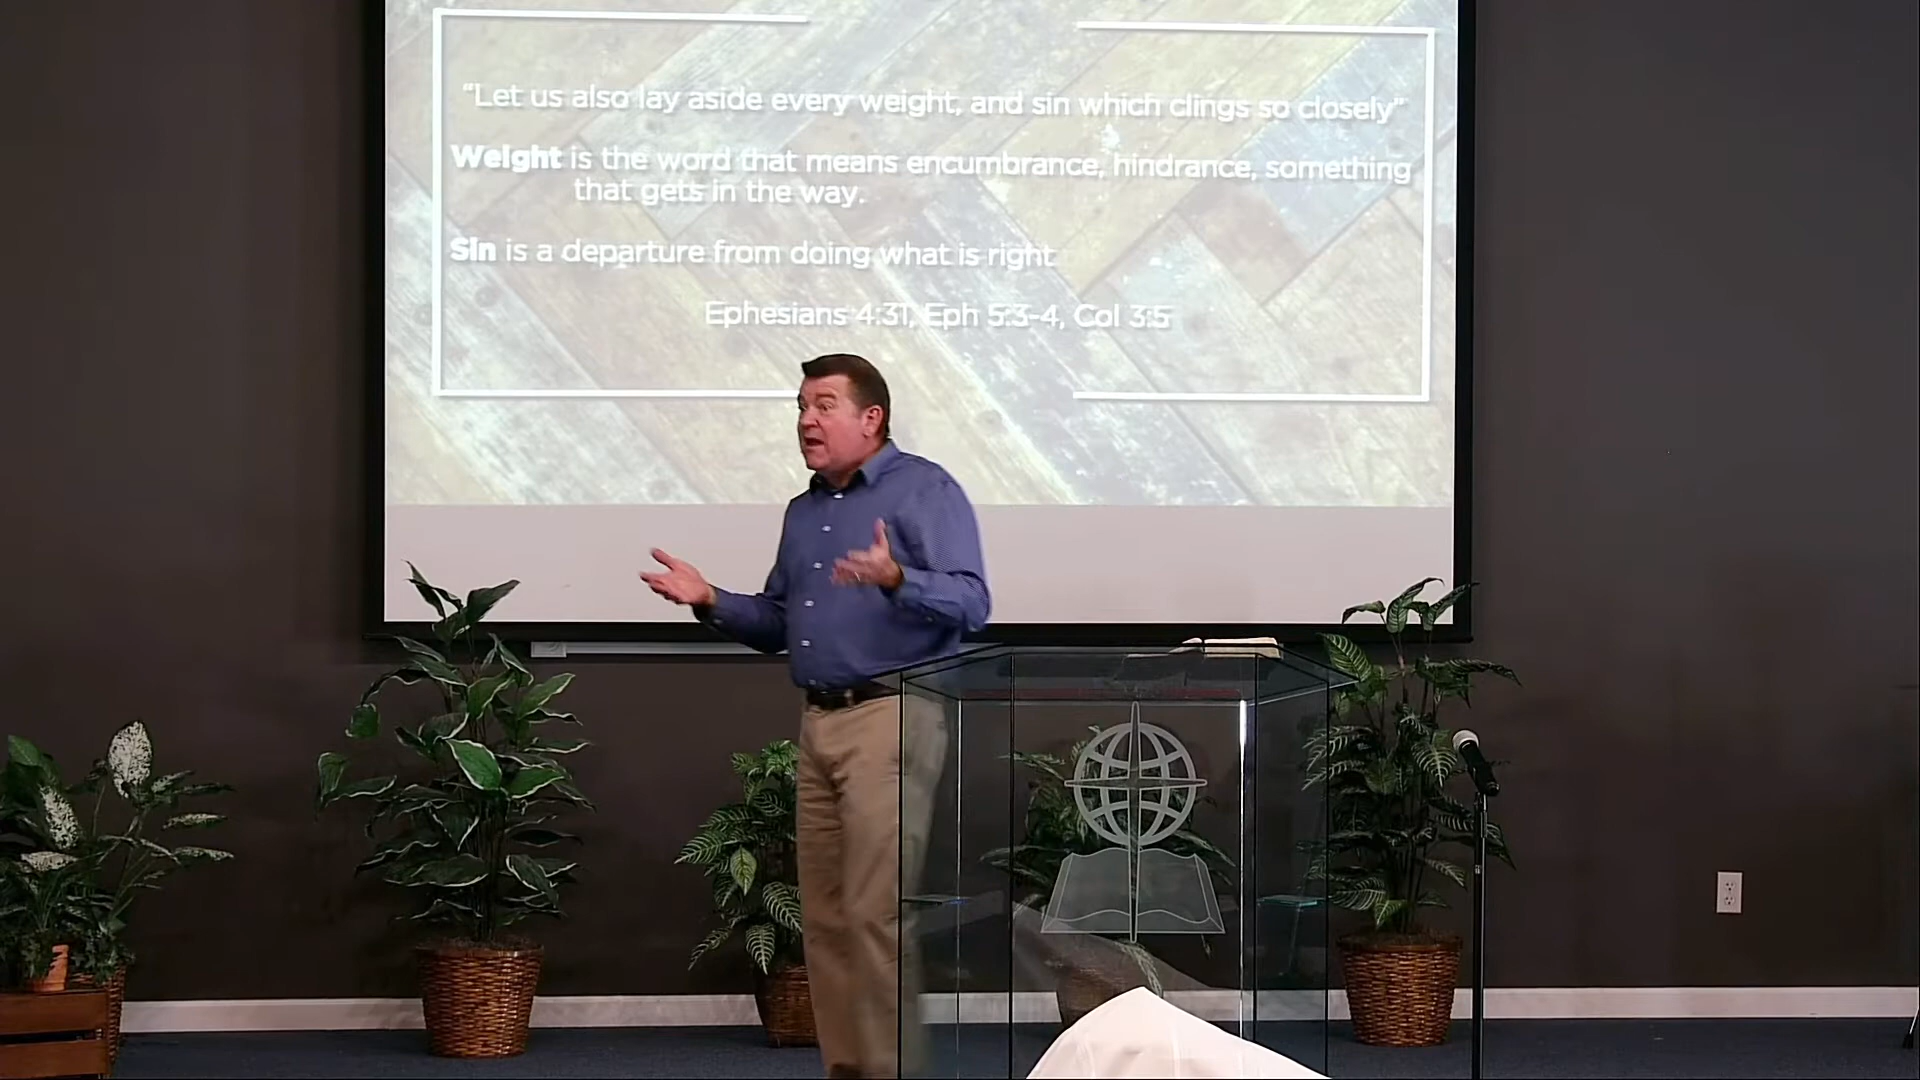 “Let us also lay aside every weight, and sin which clings so closely”
Weight is the word that means encumbrance, hindrance, something
that gets in the way.
Sin is a departure from doing what is right
Ephesians 4:31, Eph 5:3-4, Col 3:5